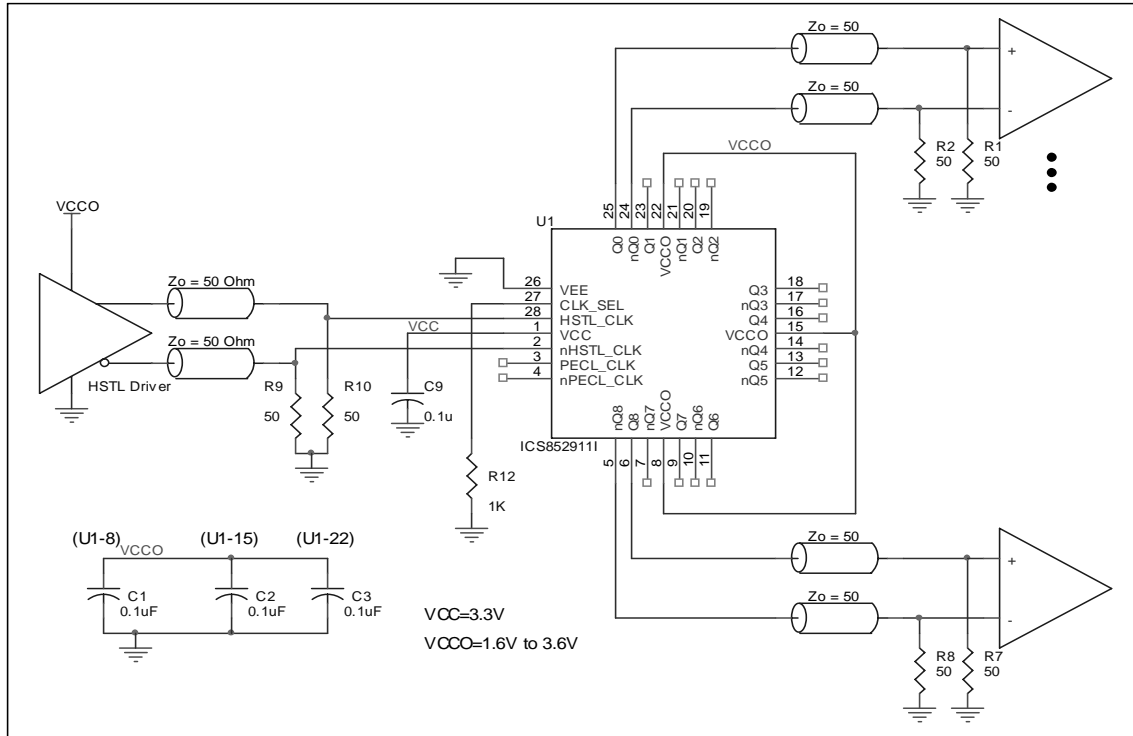 Zo = 50
+
Zo = 50
-
R2
50
R1
50
VCCO
VCCO
25
24
23
22
21
20
19
U1
Q0
nQ0
Q1
VCCO
nQ1
Q2
nQ2
Zo = 50 Ohm
Zo = 50 Ohm
HSTL Driver
26
VEE
27
CLK_SEL
28
HSTL_CLK
VCC
1
VCC
2
nHSTL_CLK
3
PECL_CLK
4
nPECL_CLK
Q3
18
nQ3
17
Q4
16
VCCO
15
nQ4
14
Q5
13
nQ5
12
R9
50
R10
50
C9
0.1u
nQ8
Q8
nQ7
VCCO
Q7
nQ6
Q6
ICS852911I
5
6
7
8
9
10
11
R12
1K
(U1-8)
(U1-15)
(U1-22)
VCCO
C1
0.1uF
C2
0.1uF
C3
0.1uF
VCC=3.3V
VCCO=1.6V to 3.6V
Zo = 50
+
Zo = 50
-
R8
50
R7
50